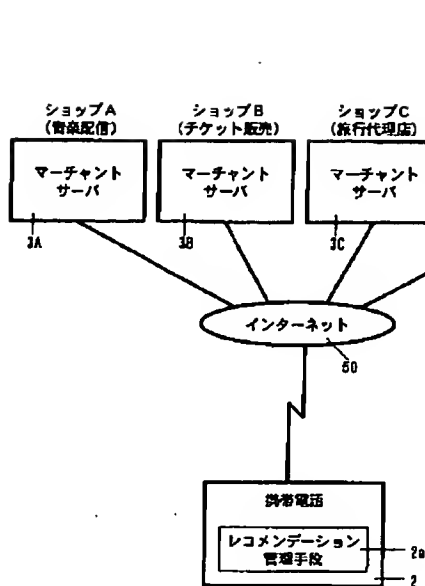 ショップA
(音楽配信)
ショップB
(チケット販売)
ショップC
(旅行代理店)
マーチャント
サーバ
マーチャント
サーバ
マーチャント
サーバ
3A
3B
3C
インターネット
50
携帯電話
レコメンデーション
管理手段
2a
2